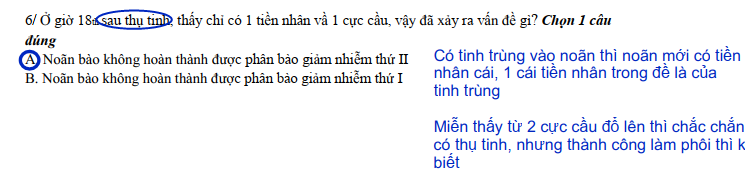 6/ Ở giờ 18 sau thụ tinh, thấy chỉ có 1 tiền nhân và 1 cực cầu, vậy đã xảy ra vấn đề gì? Chọn 1 câu
đúng
A. Noãn bào không hoàn thành được phân bào giảm nhiễm thứ II
B. Noãn bào không hoàn thành được phân bào giảm nhiễm thứ I
Có tinh trùng vào noãn thì noãn mới có tiền
nhân cái, 1 cái tiền nhân trong đề là của
tinh trùng
Miễn thấy từ 2 cực cầu đổ lên thì chắc chắn
có thụ tinh, nhưng thành công làm phôi thì k
biết